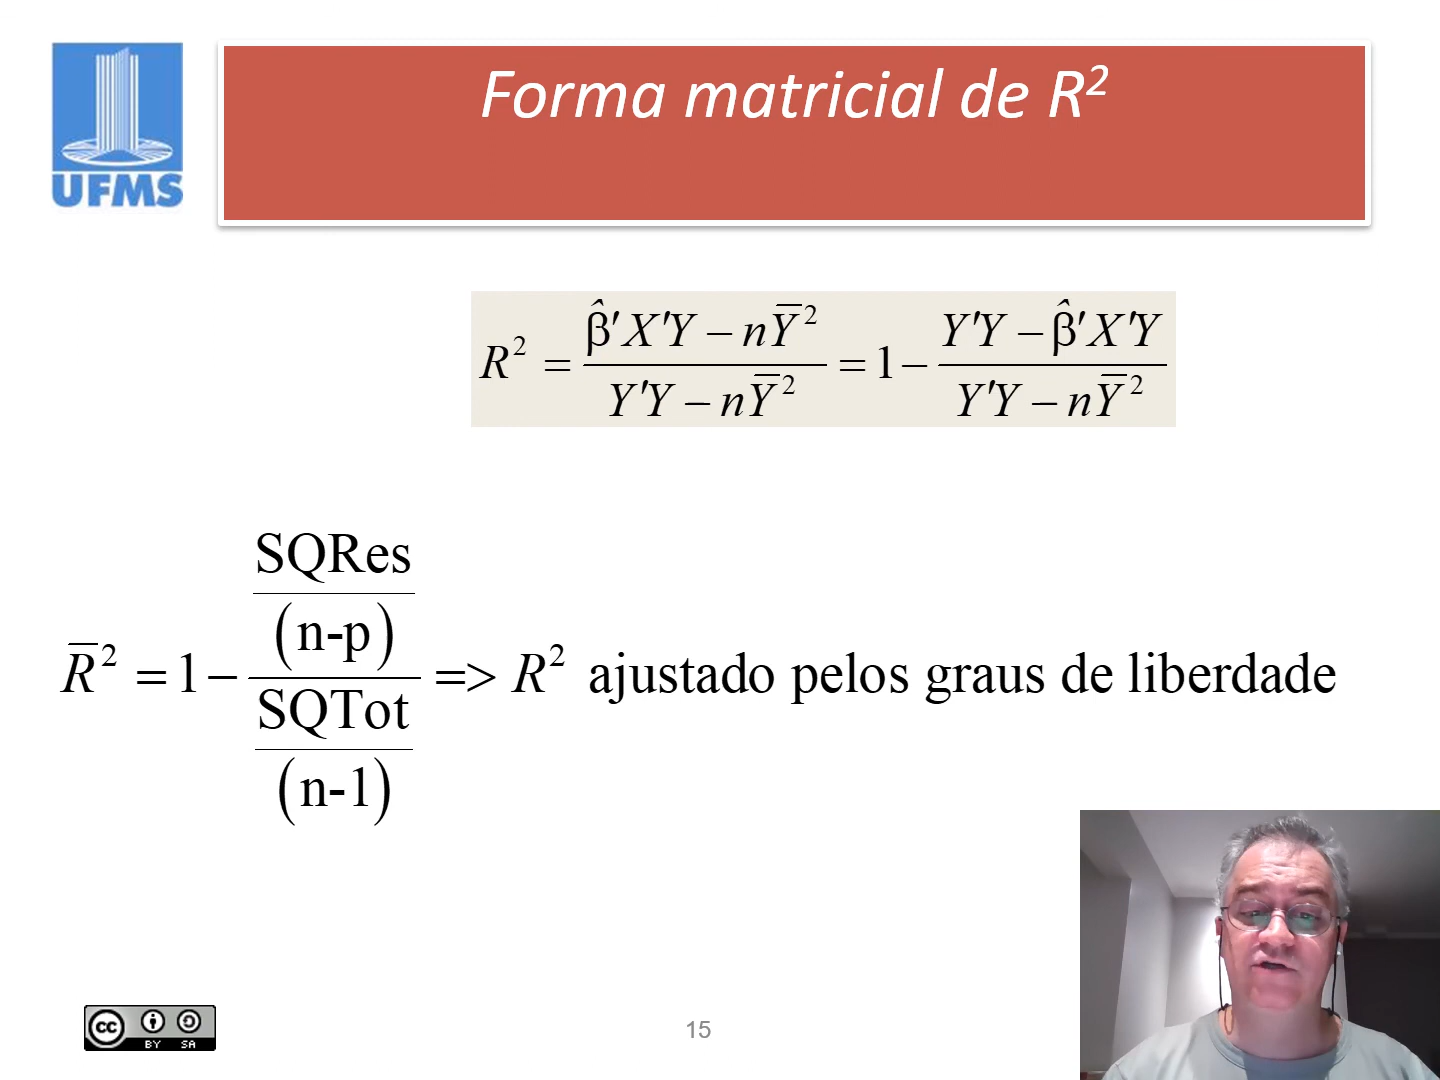 UFMS
Forma matricial de R²
R² = (β̂′X′Y − nȲ²) / (Y′Y − nȲ²) = 1 − (Y′Y − β̂′X′Y) / (Y′Y − nȲ²)
R̄² = 1 − (SQRes / (n-p)) / (SQTot / (n-1)) => R² ajustado pelos graus de liberdade
cc BY SA
15